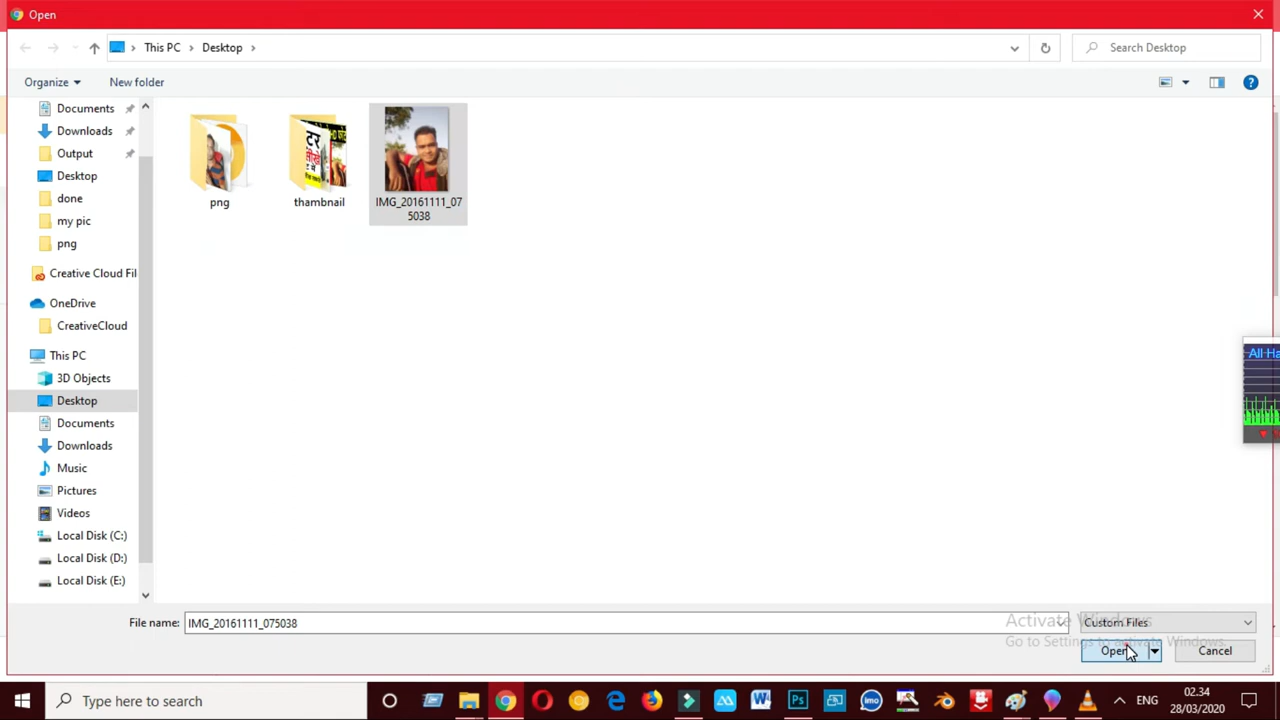 Open
This PC
Desktop
Search Desktop
Organize
New folder
Documents
Downloads
Output
Desktop
done
my pic
png
Creative Cloud Fil
OneDrive
CreativeCloud
This PC
3D Objects
Desktop
Documents
Downloads
Music
Pictures
Videos
Local Disk (C:)
Local Disk (D:)
Local Disk (E:)
png
thambnail
IMG_20161111_07
5038
All Ha
File name:
IMG_20161111_075038
Custom Files
Activate Windows
Go to Settings to activate Windows.
Open
Cancel
Type here to search
ENG
02.34
28/03/2020